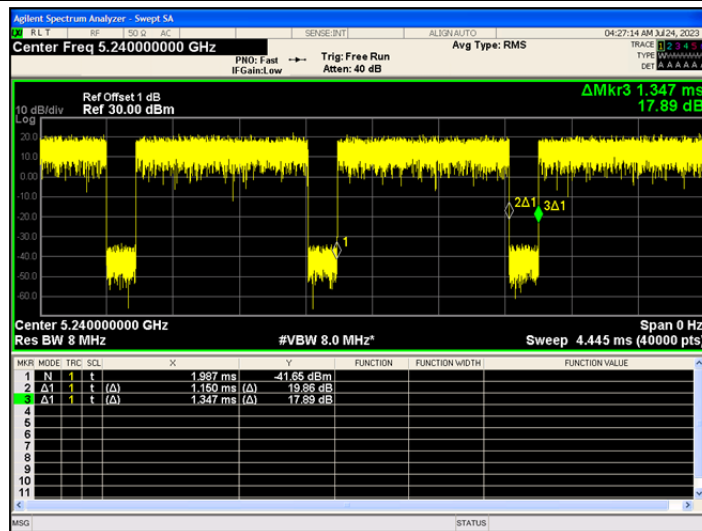 Agilent Spectrum Analyzer - Swept SA
RL T RF 50 Ω AC SENSE:INT ALIGN AUTO 04:27:14 AM Jul 24, 2023
Center Freq 5.240000000 GHz Avg Type: RMS TRACE 1 2 3 4 5
PNO: Fast Trig: Free Run TYPE
IFGain:Low Atten: 40 dB DET A A A A A
ΔMkr3 1.347 ms
Ref Offset 1 dB
10 dB/div Ref 30.00 dBm 17.89 dB
Log
20.0
10.0
0.00
-10.0
2Δ1 3Δ1
-20.0
-30.0
1
-40.0
-50.0
-60.0
Center 5.240000000 GHz Span 0 Hz
Res BW 8 MHz #VBW 8.0 MHz* Sweep 4.445 ms (40000 pts)
MKR MODE TRC SCL X Y FUNCTION FUNCTION WIDTH FUNCTION VALUE
1 N 1 t 1.987 ms -41.65 dBm
2 Δ1 1 t (Δ) 1.150 ms (Δ) 19.86 dB
3 Δ1 1 t (Δ) 1.347 ms (Δ) 17.89 dB
4
5
6
7
8
9
10
11
MSG STATUS